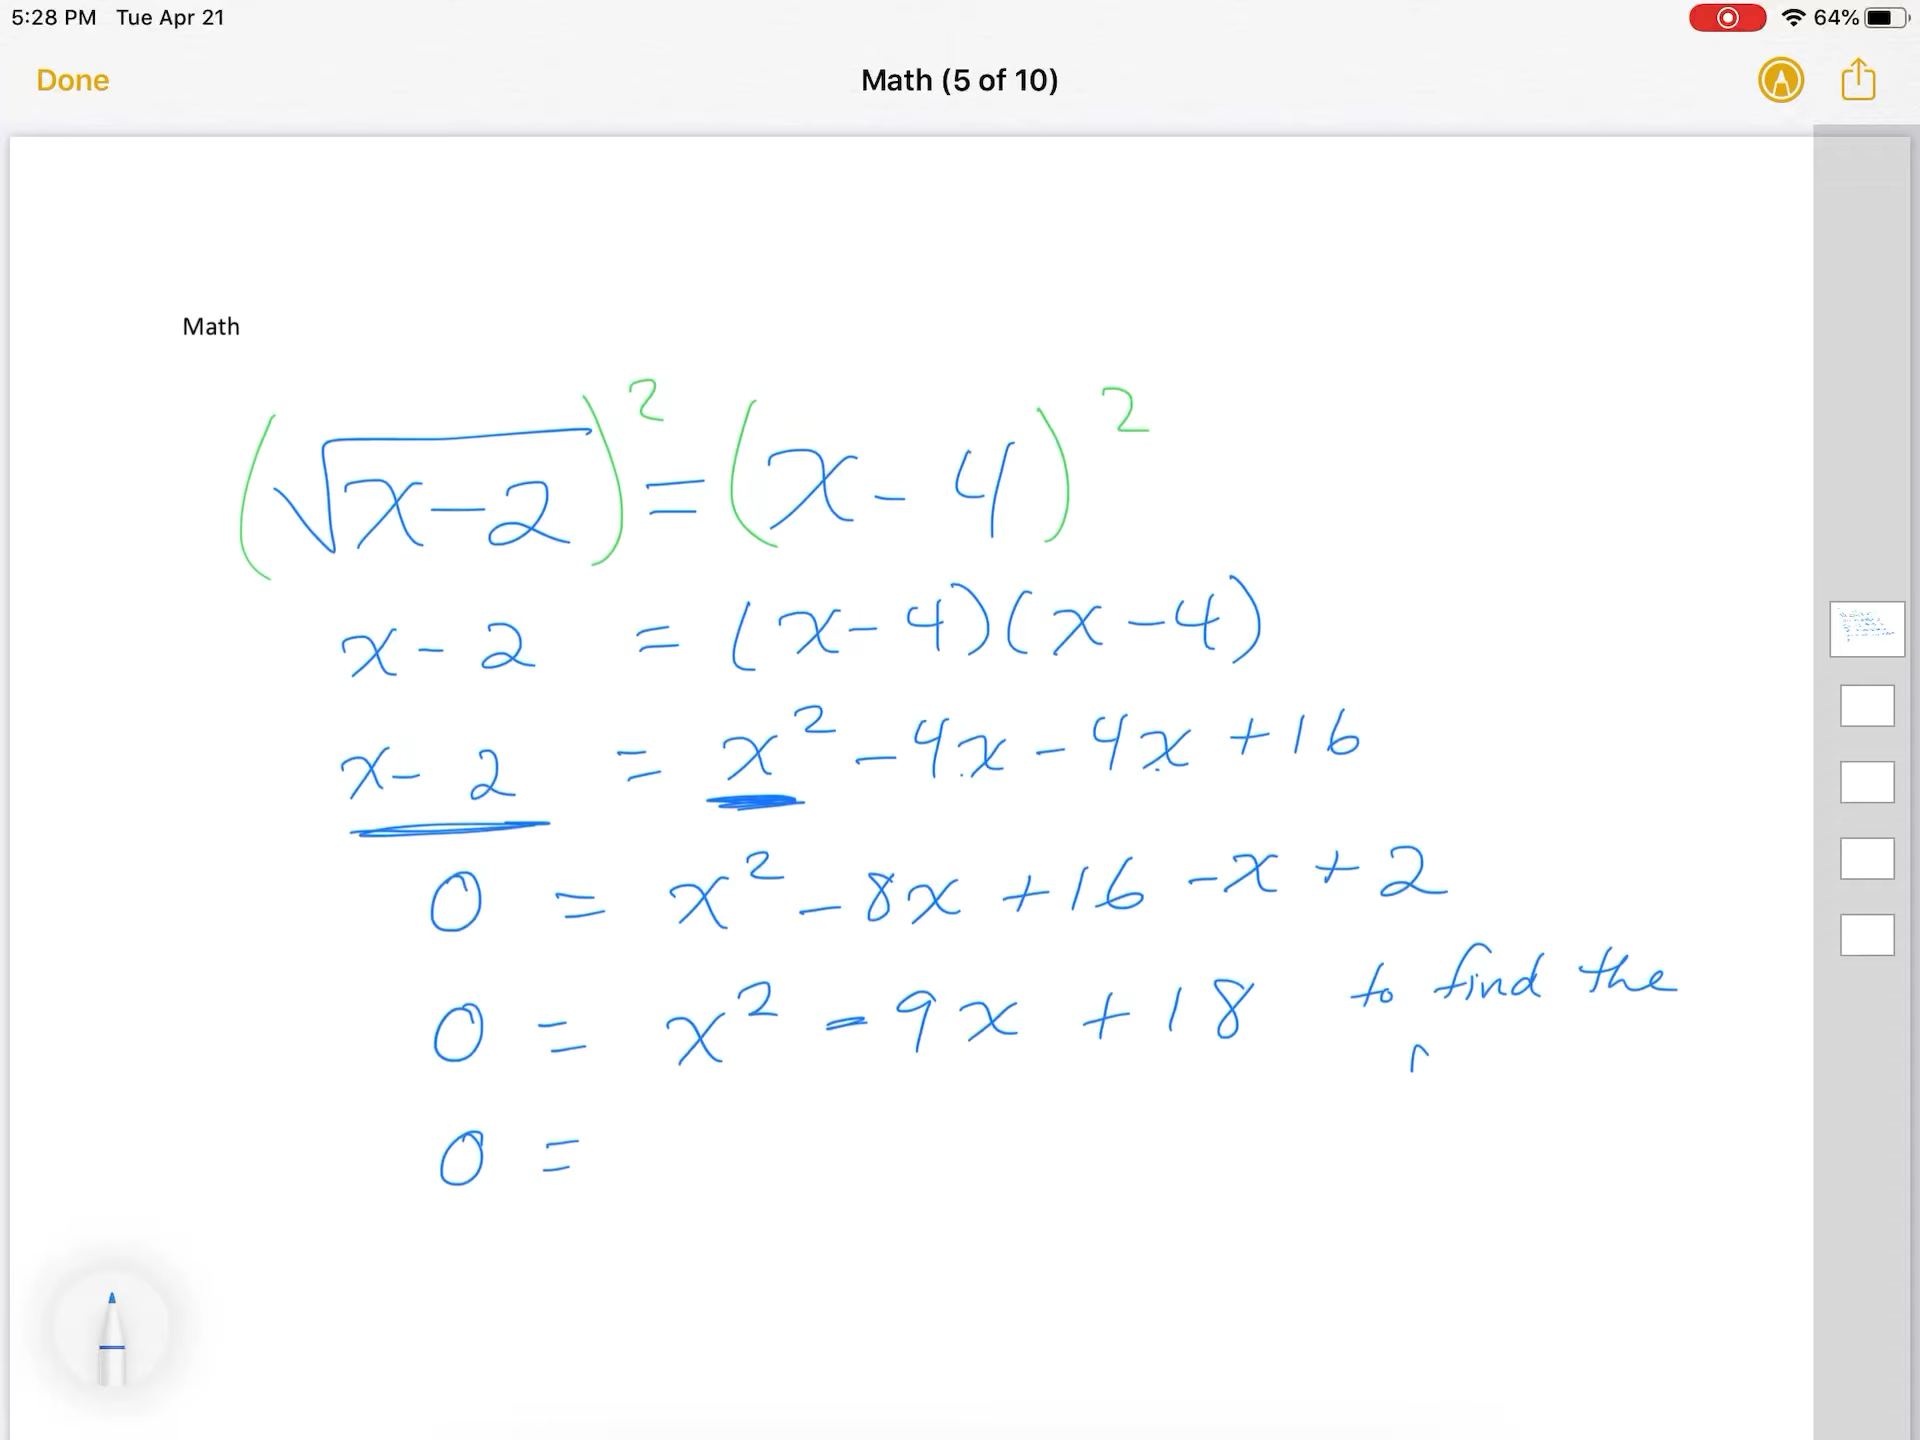 5:28 PM Tue Apr 21
64%
Done
Math (5 of 10)
Math
(√x-2)² = (x-4)²
x-2 = (x-4)(x-4)
x-2 = x²-4x-4x+16
0 = x²-8x+16-x+2
0 = x²-9x+18 to find the
r
0 =